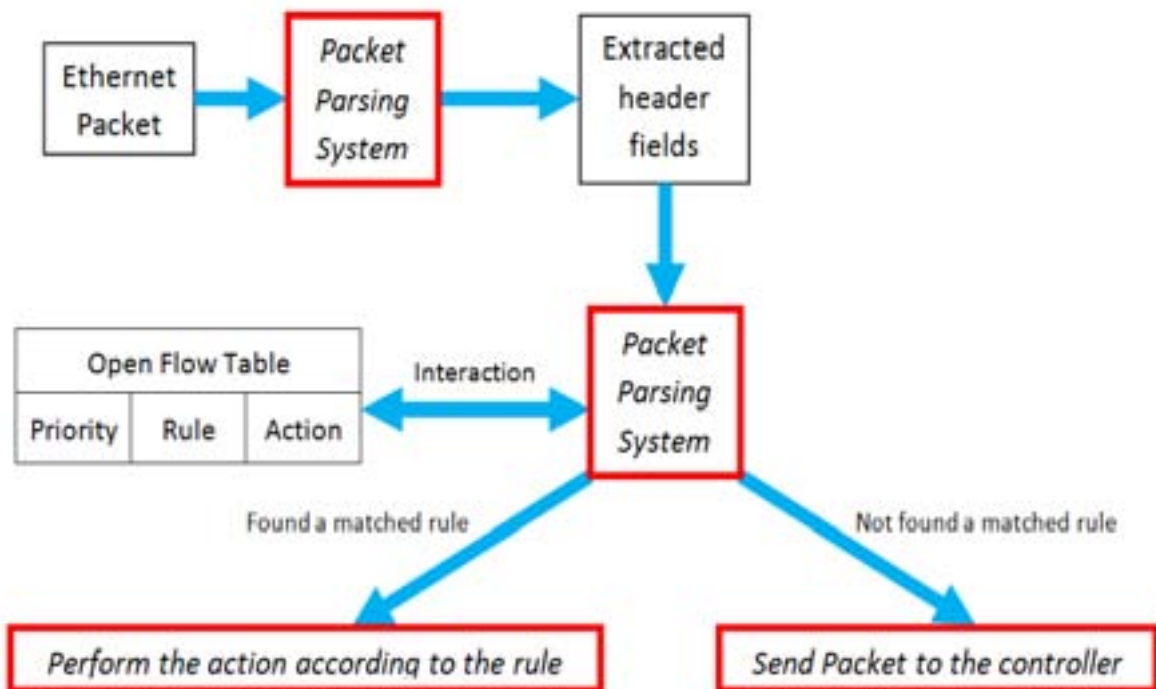 Ethernet
Packet
Packet
Parsing
System
Extracted
header
fields
Open Flow Table
Priority Rule Action
Interaction
Packet
Parsing
System
Found a matched rule
Not found a matched rule
Perform the action according to the rule
Send Packet to the controller